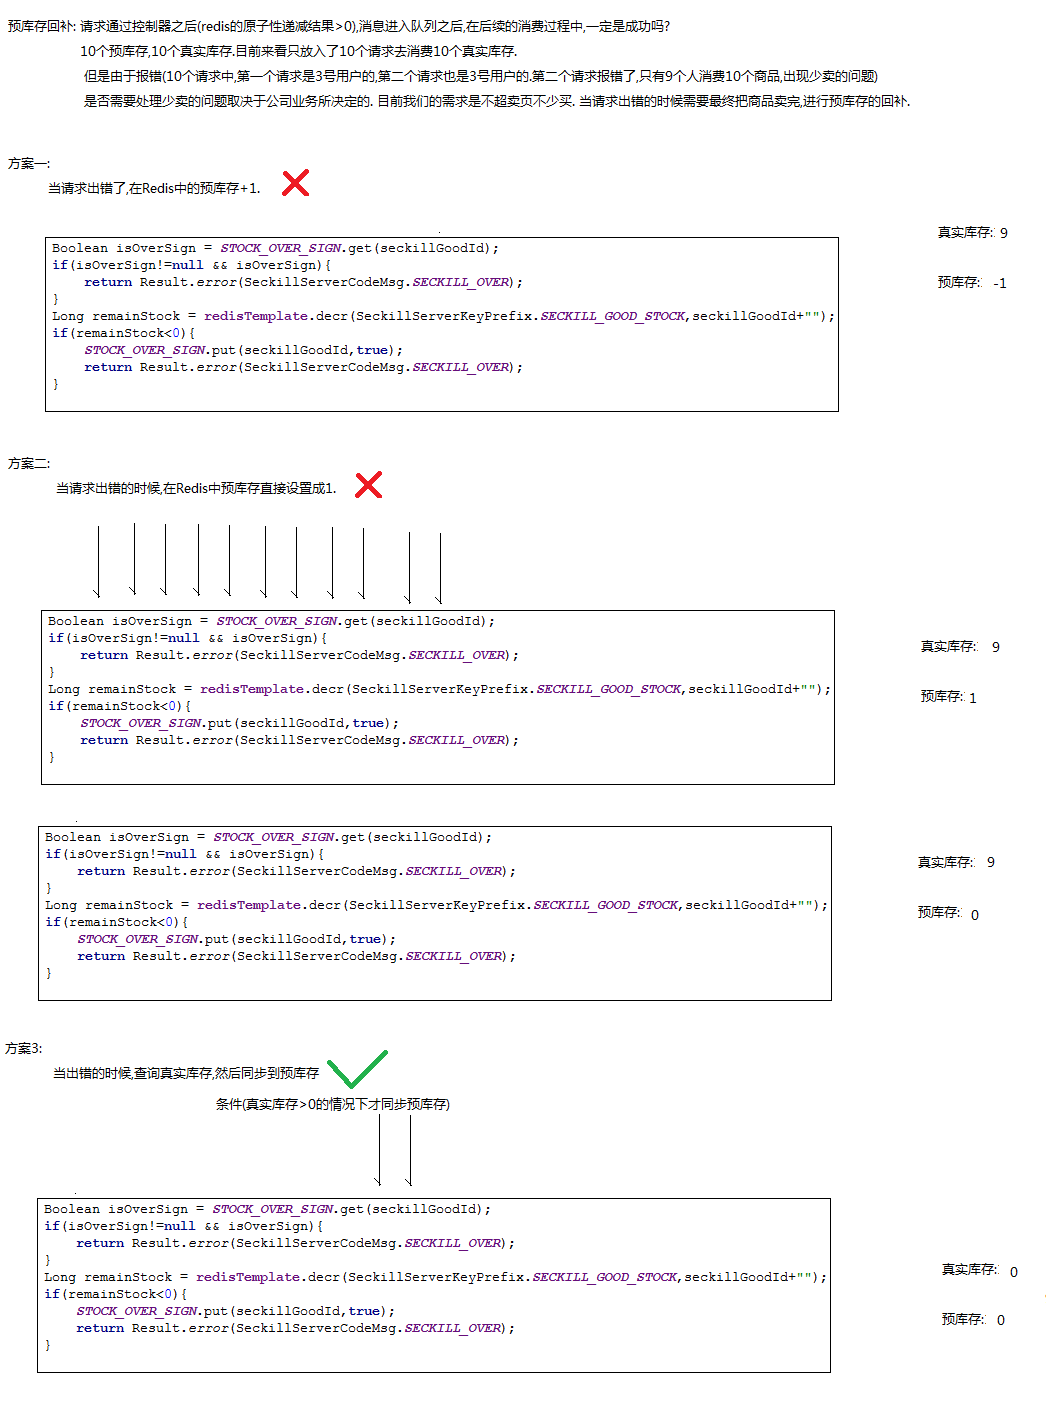 预库存回补: 请求通过控制器之后(redis的原子性递减结果>0),消息进入队列之后,在后续的消费过程中,一定是成功吗?
10个预库存,10个真实库存.目前来看只放入了10个请求去消费10个真实库存.
但是由于报错(10个请求中,第一个请求是3号用户的,第二个请求也是3号用户的.第二个请求报错了,只有9个人消费10个商品,出现少卖的问题)
是否需要处理少卖的问题取决于公司业务所决定的. 目前我们的需求是不超卖页不少买. 当请求出错的时候需要最终把商品卖完,进行预库存的回补.
方案一:
当请求出错了,在Redis中的预库存+1.
Boolean isOverSign = STOCK_OVER_SIGN.get(seckillGoodId);
if(isOverSign!=null && isOverSign){
return Result.error(SeckillServerCodeMsg.SECKILL_OVER);
}
Long remainStock = redisTemplate.decr(SeckillServerKeyPrefix.SECKILL_GOOD_STOCK,seckillGoodId+"");
if(remainStock<0){
STOCK_OVER_SIGN.put(seckillGoodId,true);
return Result.error(SeckillServerCodeMsg.SECKILL_OVER);
}
真实库存: 9
预库存: -1
方案二:
当请求出错的时候,在Redis中预库存直接设置成1.
Boolean isOverSign = STOCK_OVER_SIGN.get(seckillGoodId);
if(isOverSign!=null && isOverSign){
return Result.error(SeckillServerCodeMsg.SECKILL_OVER);
}
Long remainStock = redisTemplate.decr(SeckillServerKeyPrefix.SECKILL_GOOD_STOCK,seckillGoodId+"");
if(remainStock<0){
STOCK_OVER_SIGN.put(seckillGoodId,true);
return Result.error(SeckillServerCodeMsg.SECKILL_OVER);
}
真实库存: 9
预库存: 1
Boolean isOverSign = STOCK_OVER_SIGN.get(seckillGoodId);
if(isOverSign!=null && isOverSign){
return Result.error(SeckillServerCodeMsg.SECKILL_OVER);
}
Long remainStock = redisTemplate.decr(SeckillServerKeyPrefix.SECKILL_GOOD_STOCK,seckillGoodId+"");
if(remainStock<0){
STOCK_OVER_SIGN.put(seckillGoodId,true);
return Result.error(SeckillServerCodeMsg.SECKILL_OVER);
}
真实库存: 9
预库存: 0
方案3:
当出错的时候,查询真实库存,然后同步到预库存
条件(真实库存>0的情况下才同步预库存)
Boolean isOverSign = STOCK_OVER_SIGN.get(seckillGoodId);
if(isOverSign!=null && isOverSign){
return Result.error(SeckillServerCodeMsg.SECKILL_OVER);
}
Long remainStock = redisTemplate.decr(SeckillServerKeyPrefix.SECKILL_GOOD_STOCK,seckillGoodId+"");
if(remainStock<0){
STOCK_OVER_SIGN.put(seckillGoodId,true);
return Result.error(SeckillServerCodeMsg.SECKILL_OVER);
}
真实库存: 0
预库存: 0